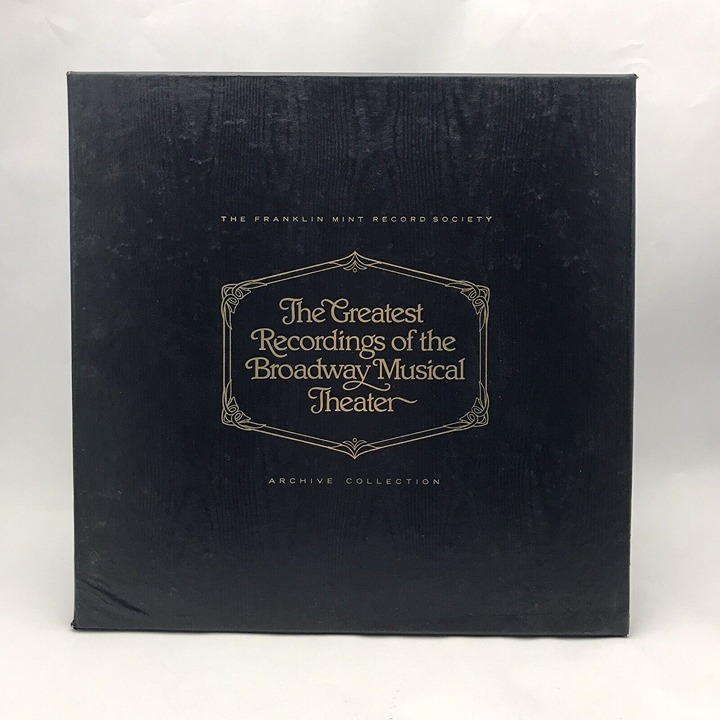 THE FRANKLIN MINT RECORD SOCIETY
The Greatest
Recordings of the
Broadway Musical
Theater
ARCHIVE COLLECTION